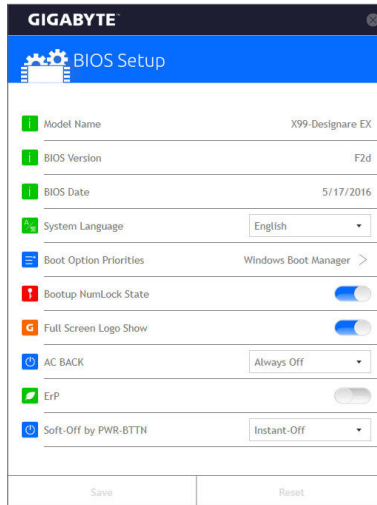 GIGABYTE™
BIOS Setup
Model Name X99-Designare EX
BIOS Version F2d
BIOS Date 5/17/2016
System Language English
Boot Option Priorities Windows Boot Manager >
Bootup NumLock State
G Full Screen Logo Show
AC BACK Always Off
ErP
Soft-Off by PWR-BTTN Instant-Off
Save Reset